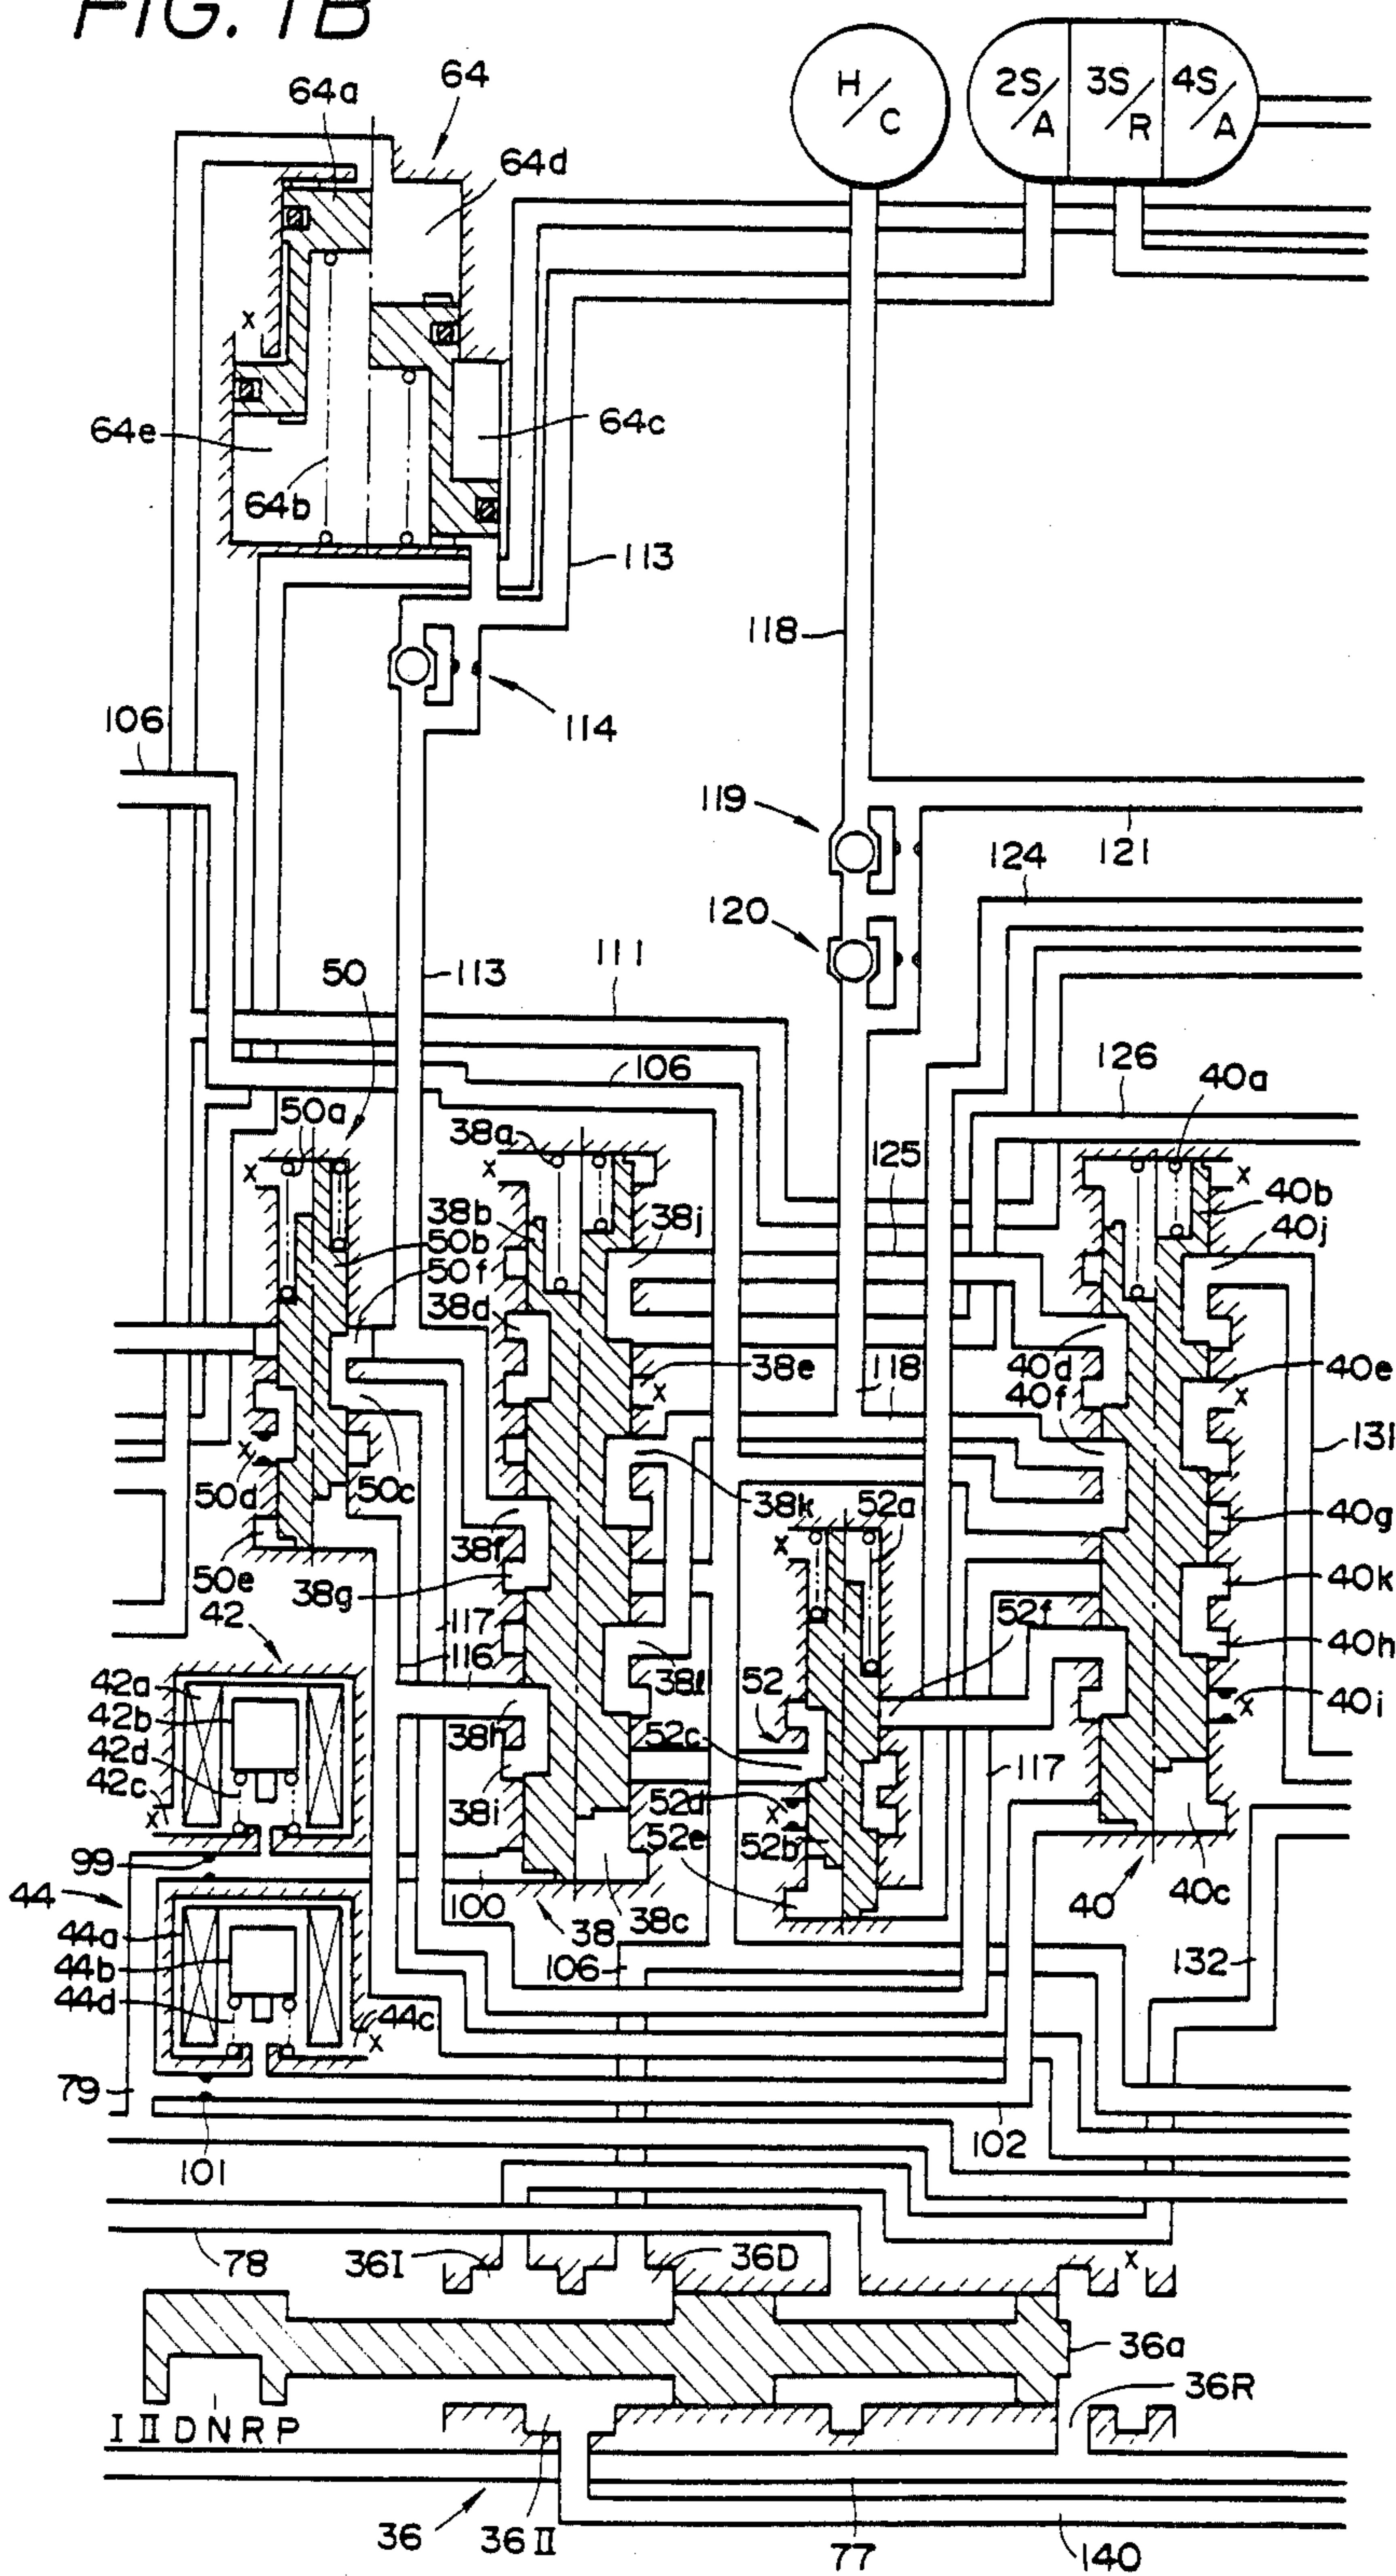 FIG. 1B
64
64a
H/C
2S/A
3S/R
4S/A
64d
x
64e
64c
64b
113
118
114
106
119
121
124
120
50
113
111
106
126
40a
50a
38a
x
x
125
x
40b
38b
38j
40j
50b
50f
38d
38e
118
40d
40e
x
40f
x
131
x
50d
50c
38k
52a
40g
38f
x
50e
38g
40k
42
117
52f
40h
116
42a
38l
52
40i
x
42b
38h
52c
42d
117
42c
38i
52d
x
x
52b
99
52e
44
100
38
38c
40
40c
44a
44b
106
132
44d
44c
x
79
101
102
78
36I
36D
x
36a
36R
I II D N R P
36
36II
77
140